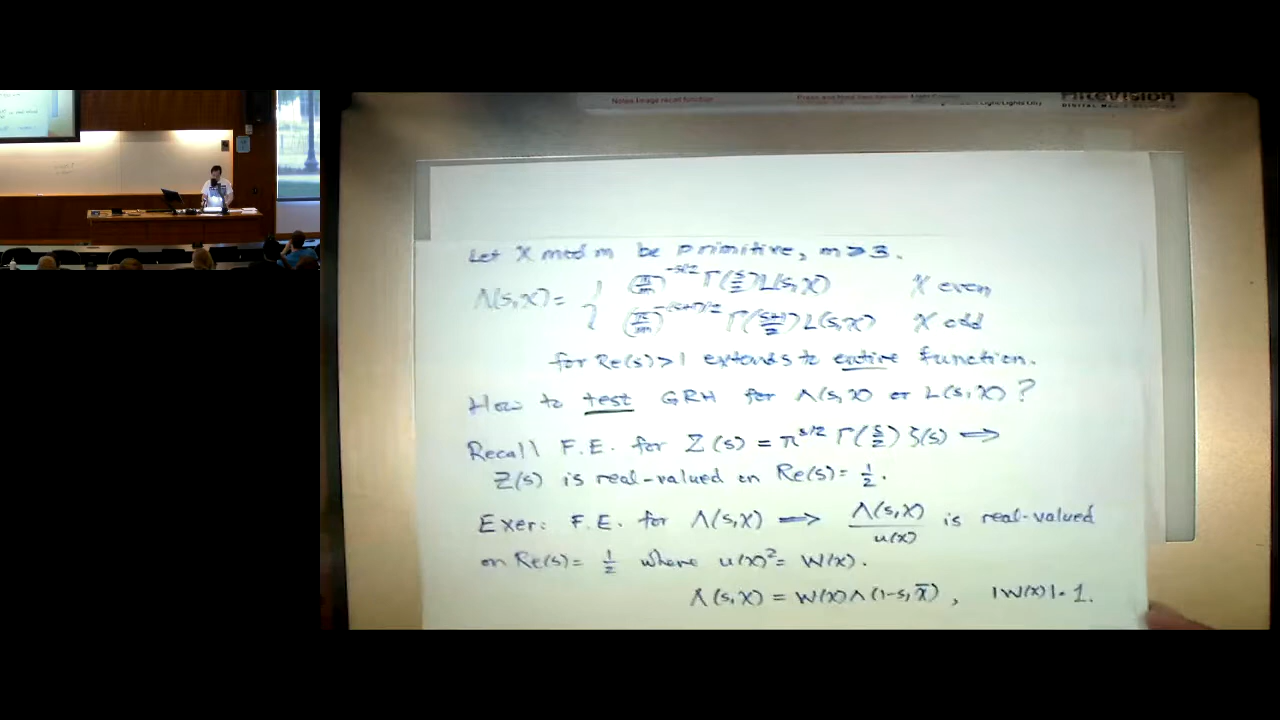 HiteVision
Let χ mod m be primitive, m ≥ 3.
Λ(s,χ) = { (π/m)^{-s/2} Γ(s/2) L(s,χ) χ even
(π/m)^{-(s+1)/2} Γ((s+1)/2) L(s,χ) χ odd
for Re(s) > 1 extends to entire function.
How to test GRH for Λ(s,χ) or L(s,χ)?
Recall F.E. for Z(s) = π^{s/2} Γ(s/2) ζ(s) ⟹
Z(s) is real-valued on Re(s) = 1/2.
Exer: F.E. for Λ(s,χ) ⟹ Λ(s,χ)/u(χ) is real-valued
on Re(s) = 1/2 where u(χ)² = W(χ).
Λ(s,χ) = W(χ)Λ(1-s,χ̄), |W(χ)| = 1.